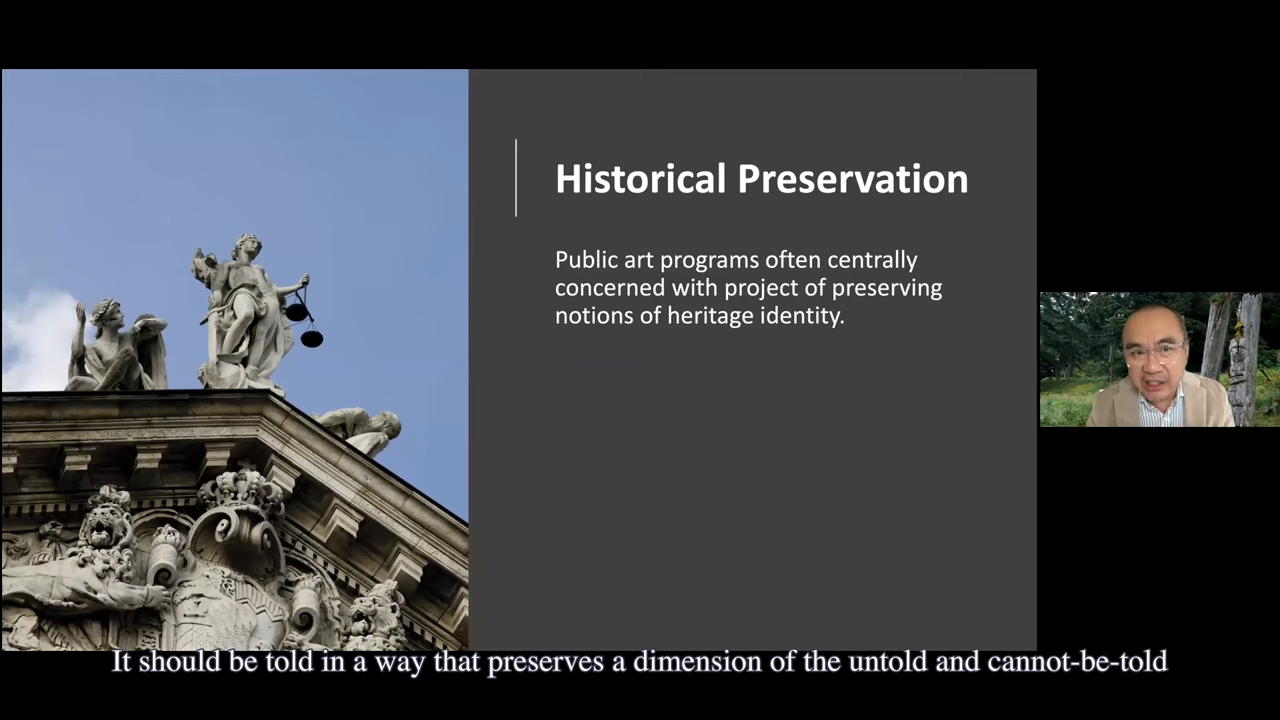 Historical Preservation
Public art programs often centrally
concerned with project of preserving
notions of heritage identity.
It should be told in a way that preserves a dimension of the untold and cannot-be-told